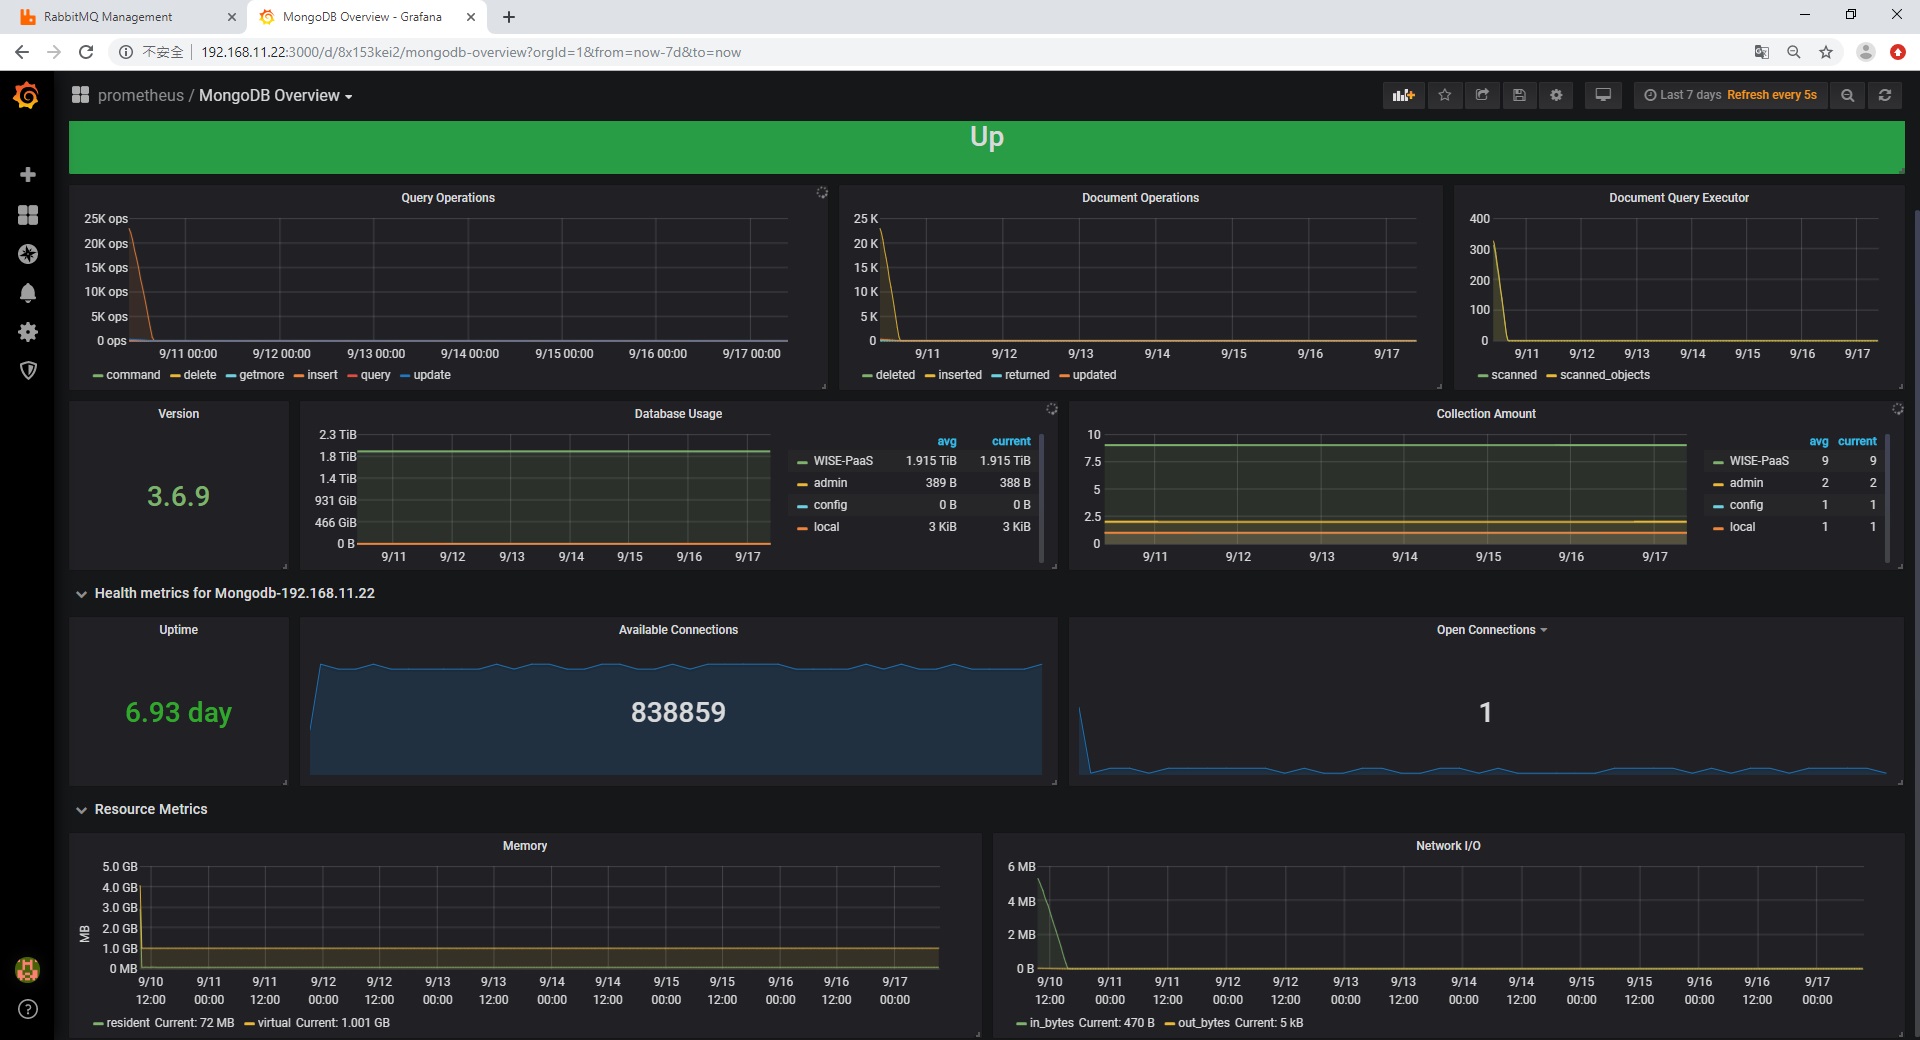 RabbitMQ Management
MongoDB Overview - Grafana
不安全 192.168.11.22:3000/d/8x153kei2/mongodb-overview?orgId=1&from=now-7d&to=now
prometheus / MongoDB Overview
Last 7 days Refresh every 5s
Up
Query Operations
25K ops
20K ops
15K ops
10K ops
5K ops
0 ops
9/11 00:00 9/12 00:00 9/13 00:00 9/14 00:00 9/15 00:00 9/16 00:00 9/17 00:00
command delete getmore insert query update
Document Operations
25 K
20 K
15 K
10 K
5 K
0
9/11 9/12 9/13 9/14 9/15 9/16 9/17
deleted inserted returned updated
Document Query Executor
400
300
200
100
0
9/11 9/12 9/13 9/14 9/15 9/16 9/17
scanned scanned_objects
Version
3.6.9
Database Usage
2.3 TiB
1.8 TiB
1.4 TiB
931 GiB
466 GiB
0 B
9/11 9/12 9/13 9/14 9/15 9/16 9/17
avg current
WISE-PaaS 1.915 TiB 1.915 TiB
admin 389 B 388 B
config 0 B 0 B
local 3 KiB 3 KiB
Collection Amount
10
7.5
5
2.5
0
9/11 9/12 9/13 9/14 9/15 9/16 9/17
avg current
WISE-PaaS 9 9
admin 2 2
config 1 1
local 1 1
Health metrics for Mongodb-192.168.11.22
Uptime
6.93 day
Available Connections
838859
Open Connections
1
Resource Metrics
Memory
MB
5.0 GB
4.0 GB
3.0 GB
2.0 GB
1.0 GB
0 MB
9/10 9/11 9/11 9/12 9/12 9/13 9/13 9/14 9/14 9/15 9/15 9/16 9/16 9/17
12:00 00:00 12:00 00:00 12:00 00:00 12:00 00:00 12:00 00:00 12:00 00:00 12:00 00:00
resident Current: 72 MB virtual Current: 1.001 GB
Network I/O
6 MB
4 MB
2 MB
0 B
9/10 9/11 9/11 9/12 9/12 9/13 9/13 9/14 9/14 9/15 9/15 9/16 9/16 9/17
12:00 00:00 12:00 00:00 12:00 00:00 12:00 00:00 12:00 00:00 12:00 00:00 12:00 00:00
in_bytes Current: 470 B out_bytes Current: 5 kB